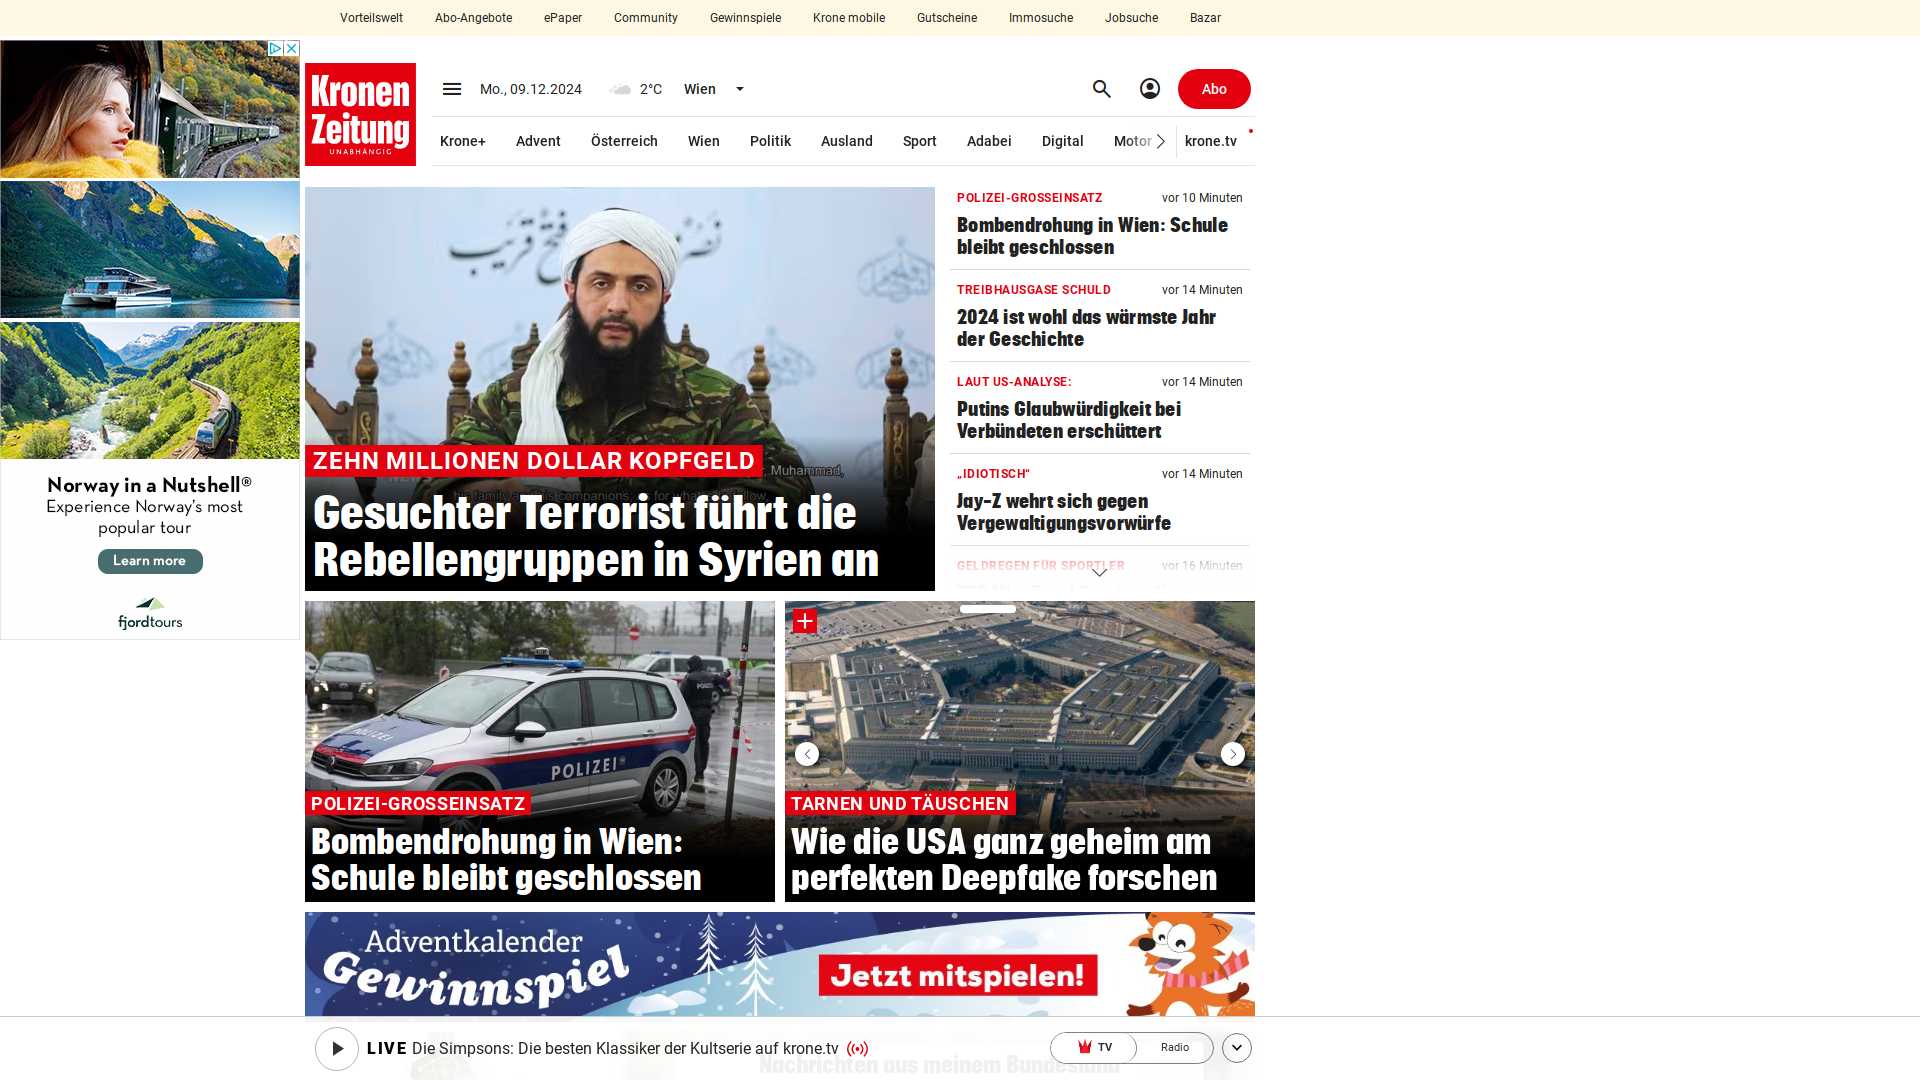 Vorteilswelt
Abo-Angebote
ePaper
Community
Gewinnspiele
Krone mobile
Gutscheine
Immosuche
Jobsuche
Bazar
Kronen
Zeitung
UNABHÄNGIG
Mo., 09.12.2024
2°C
Wien
Abo
Krone+
Advent
Österreich
Wien
Politik
Ausland
Sport
Adabei
Digital
Motor
krone.tv
Norway in a Nutshell®
Experience Norway's most
popular tour
Learn more
fjordtours
ZEHN MILLIONEN DOLLAR KOPFGELD
Gesuchter Terrorist führt die
Rebellengruppen in Syrien an
POLIZEI-GROSSEINSATZ
vor 10 Minuten
Bombendrohung in Wien: Schule
bleibt geschlossen
TREIBHAUSGASE SCHULD
vor 14 Minuten
2024 ist wohl das wärmste Jahr
der Geschichte
LAUT US-ANALYSE:
vor 14 Minuten
Putins Glaubwürdigkeit bei
Verbündeten erschüttert
„IDIOTISCH“
vor 14 Minuten
Jay-Z wehrt sich gegen
Vergewaltigungsvorwürfe
GELDREGEN FÜR SPORTLER
vor 16 Minuten
POLIZEI
POLIZEI
POLIZEI-GROSSEINSATZ
Bombendrohung in Wien:
Schule bleibt geschlossen
TARNEN UND TÄUSCHEN
Wie die USA ganz geheim am
perfekten Deepfake forschen
Adventkalender
Gewinnspiel
Jetzt mitspielen!
LIVE Die Simpsons: Die besten Klassiker der Kultserie auf krone.tv
TV
Radio
Nachrichten aus meinem Bundesland